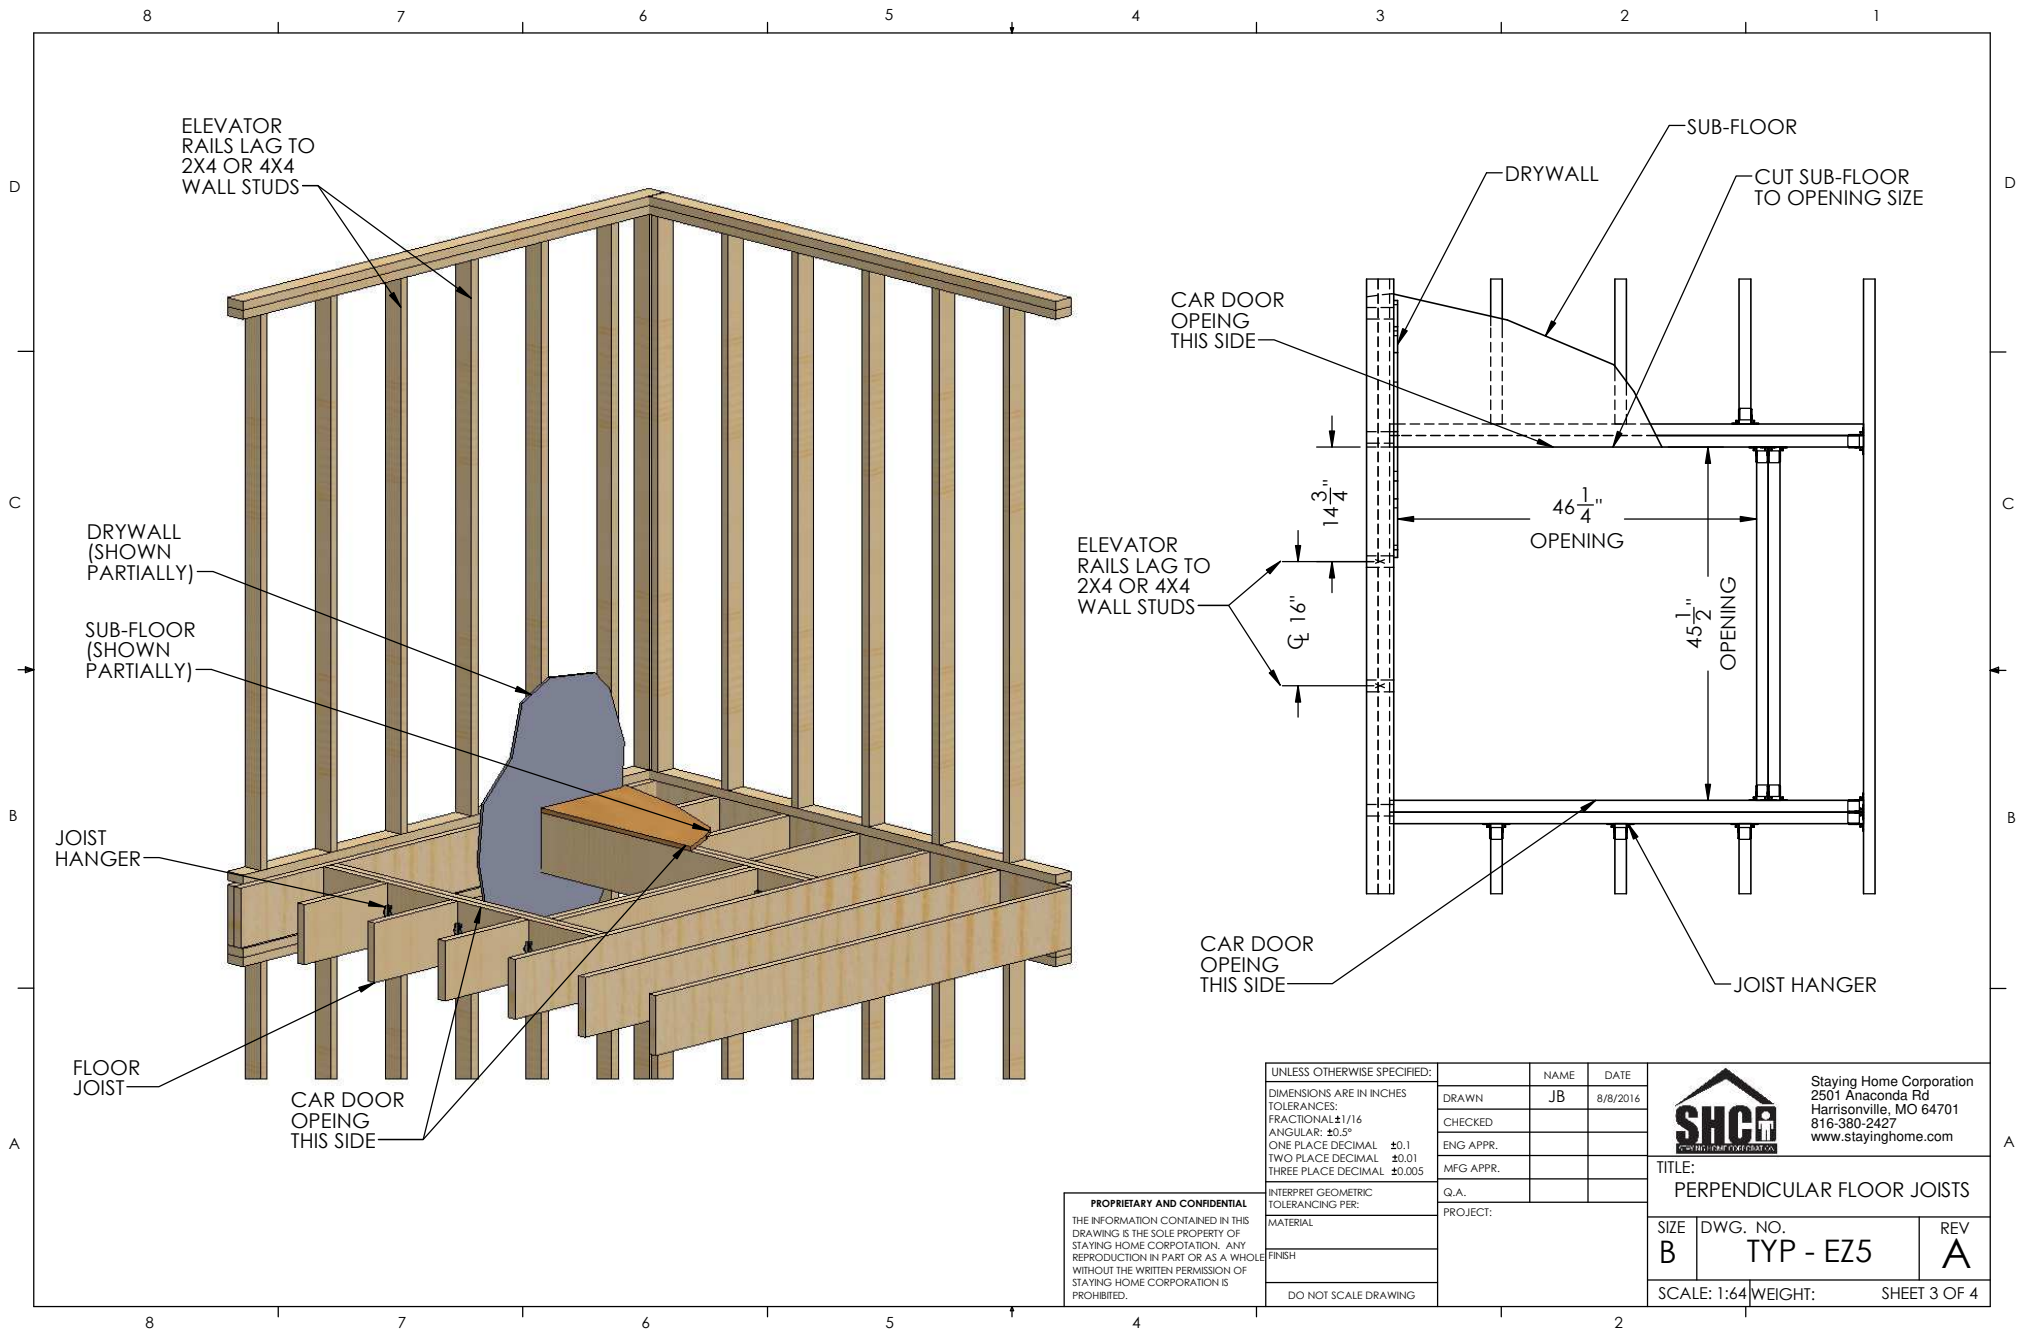 8 7 6 5 4 3 2 1
D
D
C
C
B
B
A
A
ELEVATOR
RAILS LAG TO
2X4 OR 4X4
WALL STUDS
DRYWALL
(SHOWN
PARTIALLY)
SUB-FLOOR
(SHOWN
PARTIALLY)
JOIST
HANGER
FLOOR
JOIST
CAR DOOR
OPEING
THIS SIDE
SUB-FLOOR
DRYWALL
CUT SUB-FLOOR
TO OPENING SIZE
CAR DOOR
OPEING
THIS SIDE
14 3/4"
46 1/4"
OPENING
ELEVATOR
RAILS LAG TO
2X4 OR 4X4
WALL STUDS
℄ 16"
45 1/2"
OPENING
CAR DOOR
OPEING
THIS SIDE
JOIST HANGER
PROPRIETARY AND CONFIDENTIAL
THE INFORMATION CONTAINED IN THIS
DRAWING IS THE SOLE PROPERTY OF
STAYING HOME CORPOTATION. ANY
REPRODUCTION IN PART OR AS A WHOLE
WITHOUT THE WRITTEN PERMISSION OF
STAYING HOME CORPORATION IS
PROHIBITED.
UNLESS OTHERWISE SPECIFIED:
DIMENSIONS ARE IN INCHES
TOLERANCES:
FRACTIONAL±1/16
ANGULAR: ±0.5°
ONE PLACE DECIMAL ±0.1
TWO PLACE DECIMAL ±0.01
THREE PLACE DECIMAL ±0.005
INTERPRET GEOMETRIC
TOLERANCING PER:
MATERIAL
FINISH
DO NOT SCALE DRAWING
NAME DATE
DRAWN JB 8/8/2016
CHECKED
ENG APPR.
MFG APPR.
Q.A.
PROJECT:
SHC
STAYING HOME CORPORATION
Staying Home Corporation
2501 Anaconda Rd
Harrisonville, MO 64701
816-380-2427
www.stayinghome.com
TITLE:
PERPENDICULAR FLOOR JOISTS
SIZE DWG. NO. REV
B TYP - EZ5 A
SCALE: 1:64 WEIGHT: SHEET 3 OF 4
8 7 6 5 4 2